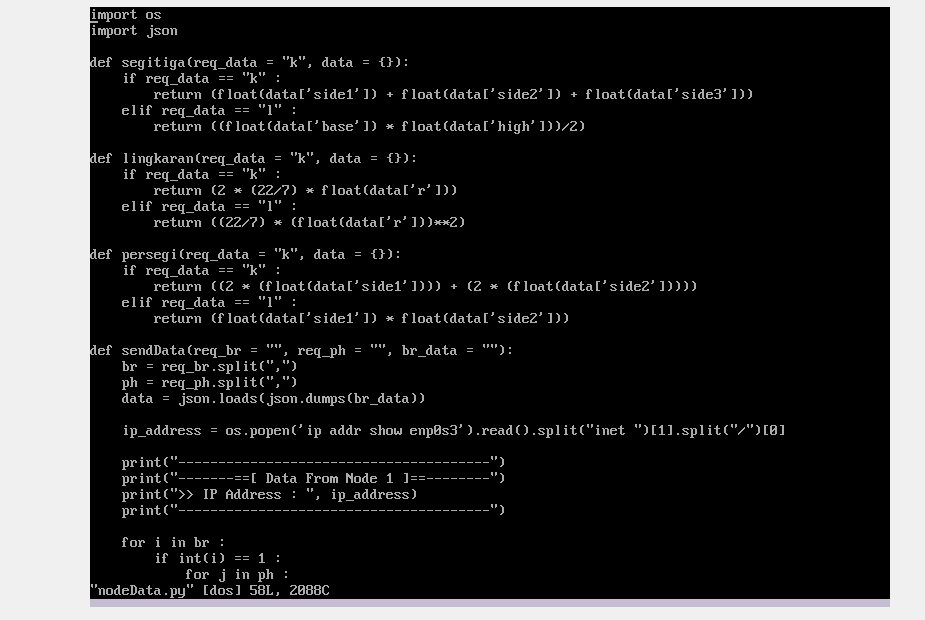 import os
import json
def segitiga(req_data = "k", data = {}):
    if req_data == "k" :
        return (float(data['side1']) + float(data['side2']) + float(data['side3']))
    elif req_data == "l" :
        return ((float(data['base']) * float(data['high']))/2)
def lingkaran(req_data = "k", data = {}):
    if req_data == "k" :
        return (2 * (22/7) * float(data['r']))
    elif req_data == "l" :
        return ((22/7) * (float(data['r']))**2)
def persegi(req_data = "k", data = {}):
    if req_data == "k" :
        return ((2 * (float(data['side1']))) + (2 * (float(data['side2']))))
    elif req_data == "l" :
        return (float(data['side1']) * float(data['side2']))
def sendData(req_br = "", req_ph = "", br_data = ""):
    br = req_br.split(",")
    ph = req_ph.split(",")
    data = json.loads(json.dumps(br_data))
    ip_address = os.popen('ip addr show enp0s3').read().split("inet ")[1].split("/")[0]
    print("---------------------------------------")
    print("-------==[ Data From Node 1 ]==--------")
    print(">> IP Address : ", ip_address)
    print("---------------------------------------")
    for i in br :
        if int(i) == 1 :
            for j in ph :
"nodeData.py" [dos] 58L, 2088C